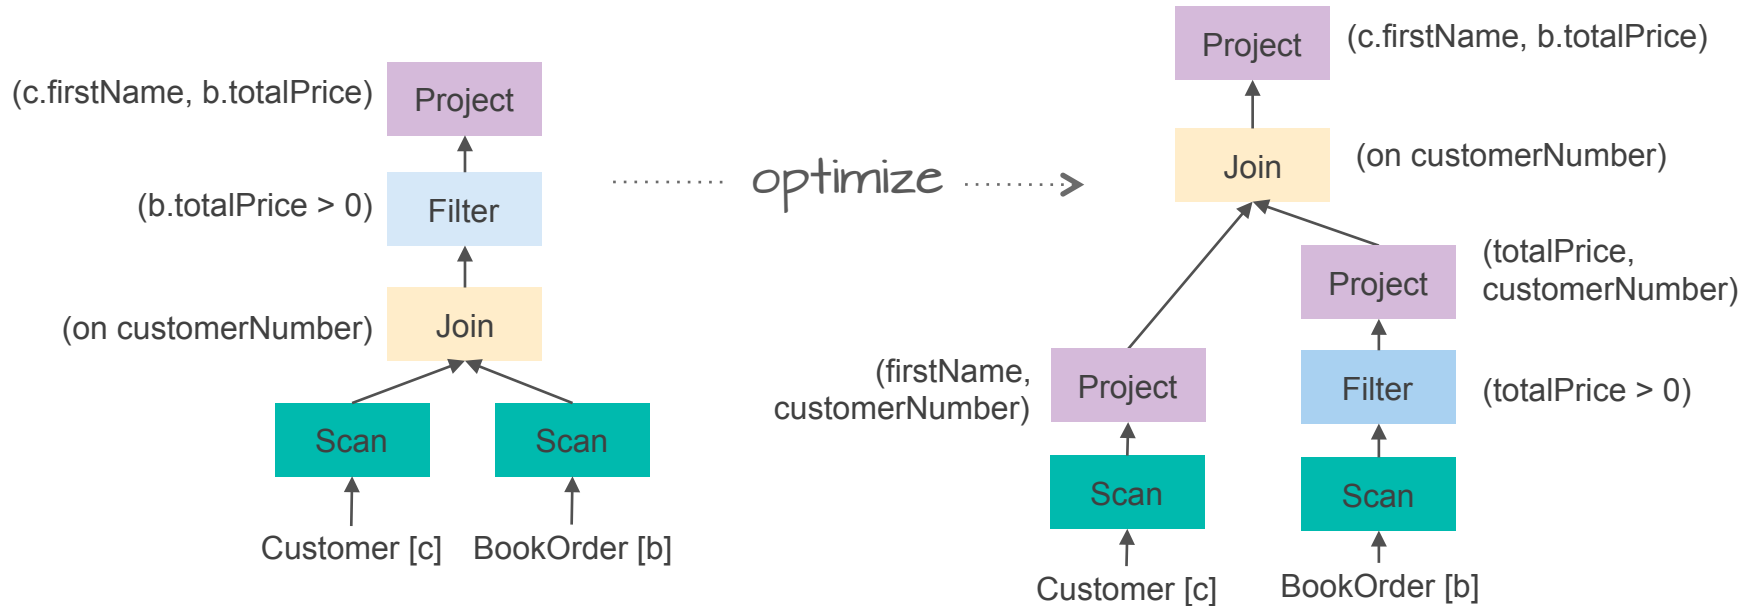 (c.firstName, b.totalPrice)
Project
(b.totalPrice > 0)
Filter
(on customerNumber)
Join
Scan
Scan
Customer [c]
BookOrder [b]
optimize
Project
(c.firstName, b.totalPrice)
Join
(on customerNumber)
Project
(totalPrice,
customerNumber)
(firstName,
customerNumber)
Project
Filter
(totalPrice > 0)
Scan
Scan
Customer [c]
BookOrder [b]